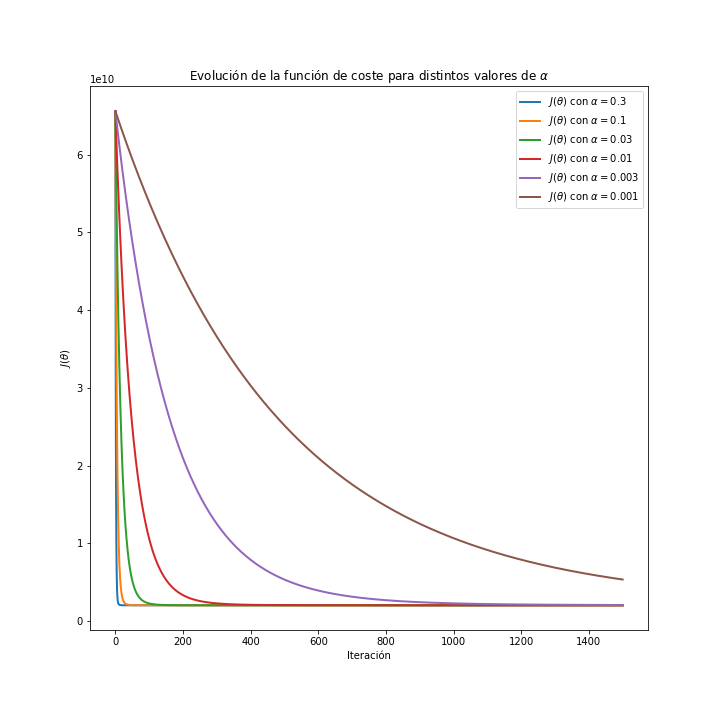 Evolución de la función de coste para distintos valores de α
1e10
J(θ) con α = 0.3
J(θ) con α = 0.1
J(θ) con α = 0.03
J(θ) con α = 0.01
J(θ) con α = 0.003
J(θ) con α = 0.001
6
5
4
3
2
1
0
J(θ)
0 200 400 600 800 1000 1200 1400
Iteración